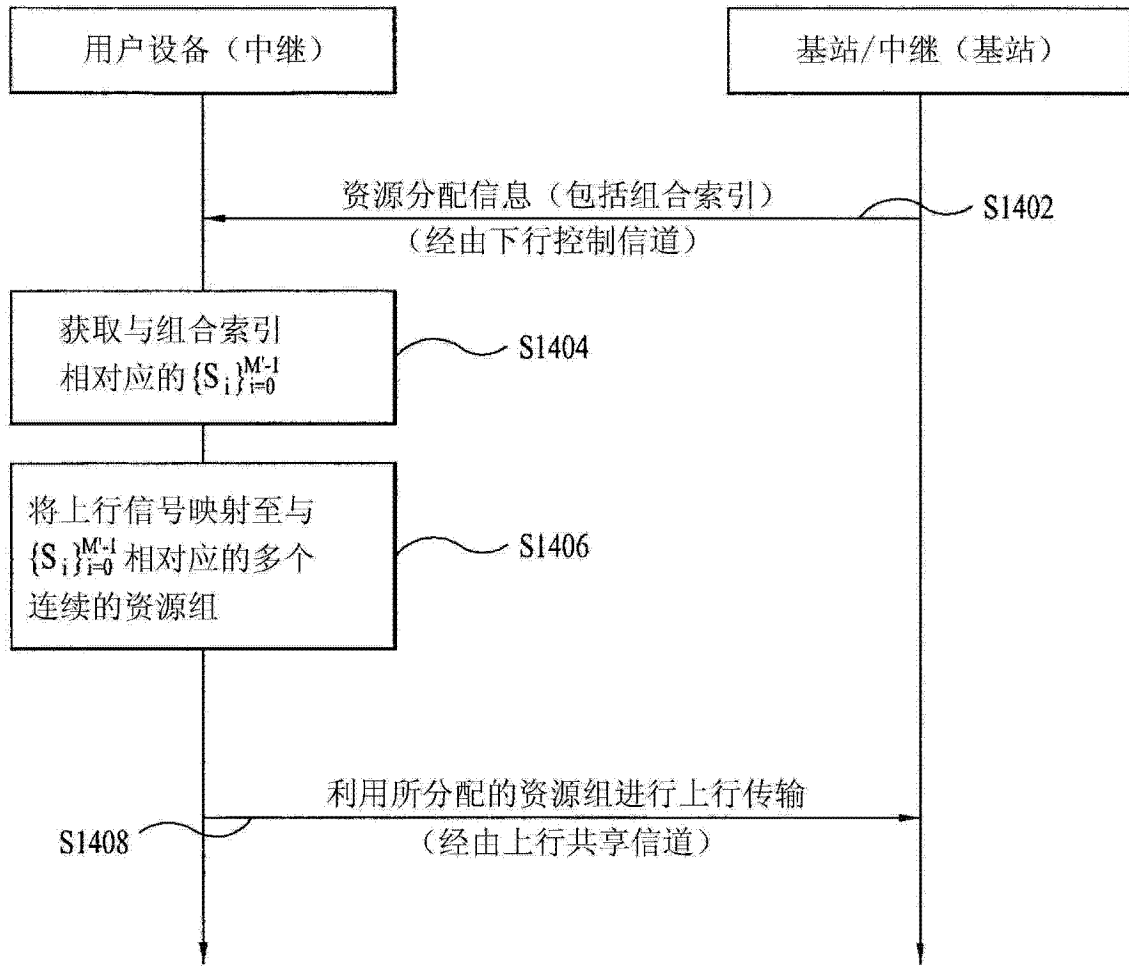 用户设备（中继）
基站/中继（基站）
资源分配信息（包括组合索引）
S1402
（经由下行控制信道）
获取与组合索引
相对应的{S_i}_{i=0}^{M'-1}
S1404
将上行信号映射至与
{S_i}_{i=0}^{M'-1}相对应的多个
连续的资源组
S1406
利用所分配的资源组进行上行传输
S1408
（经由上行共享信道）